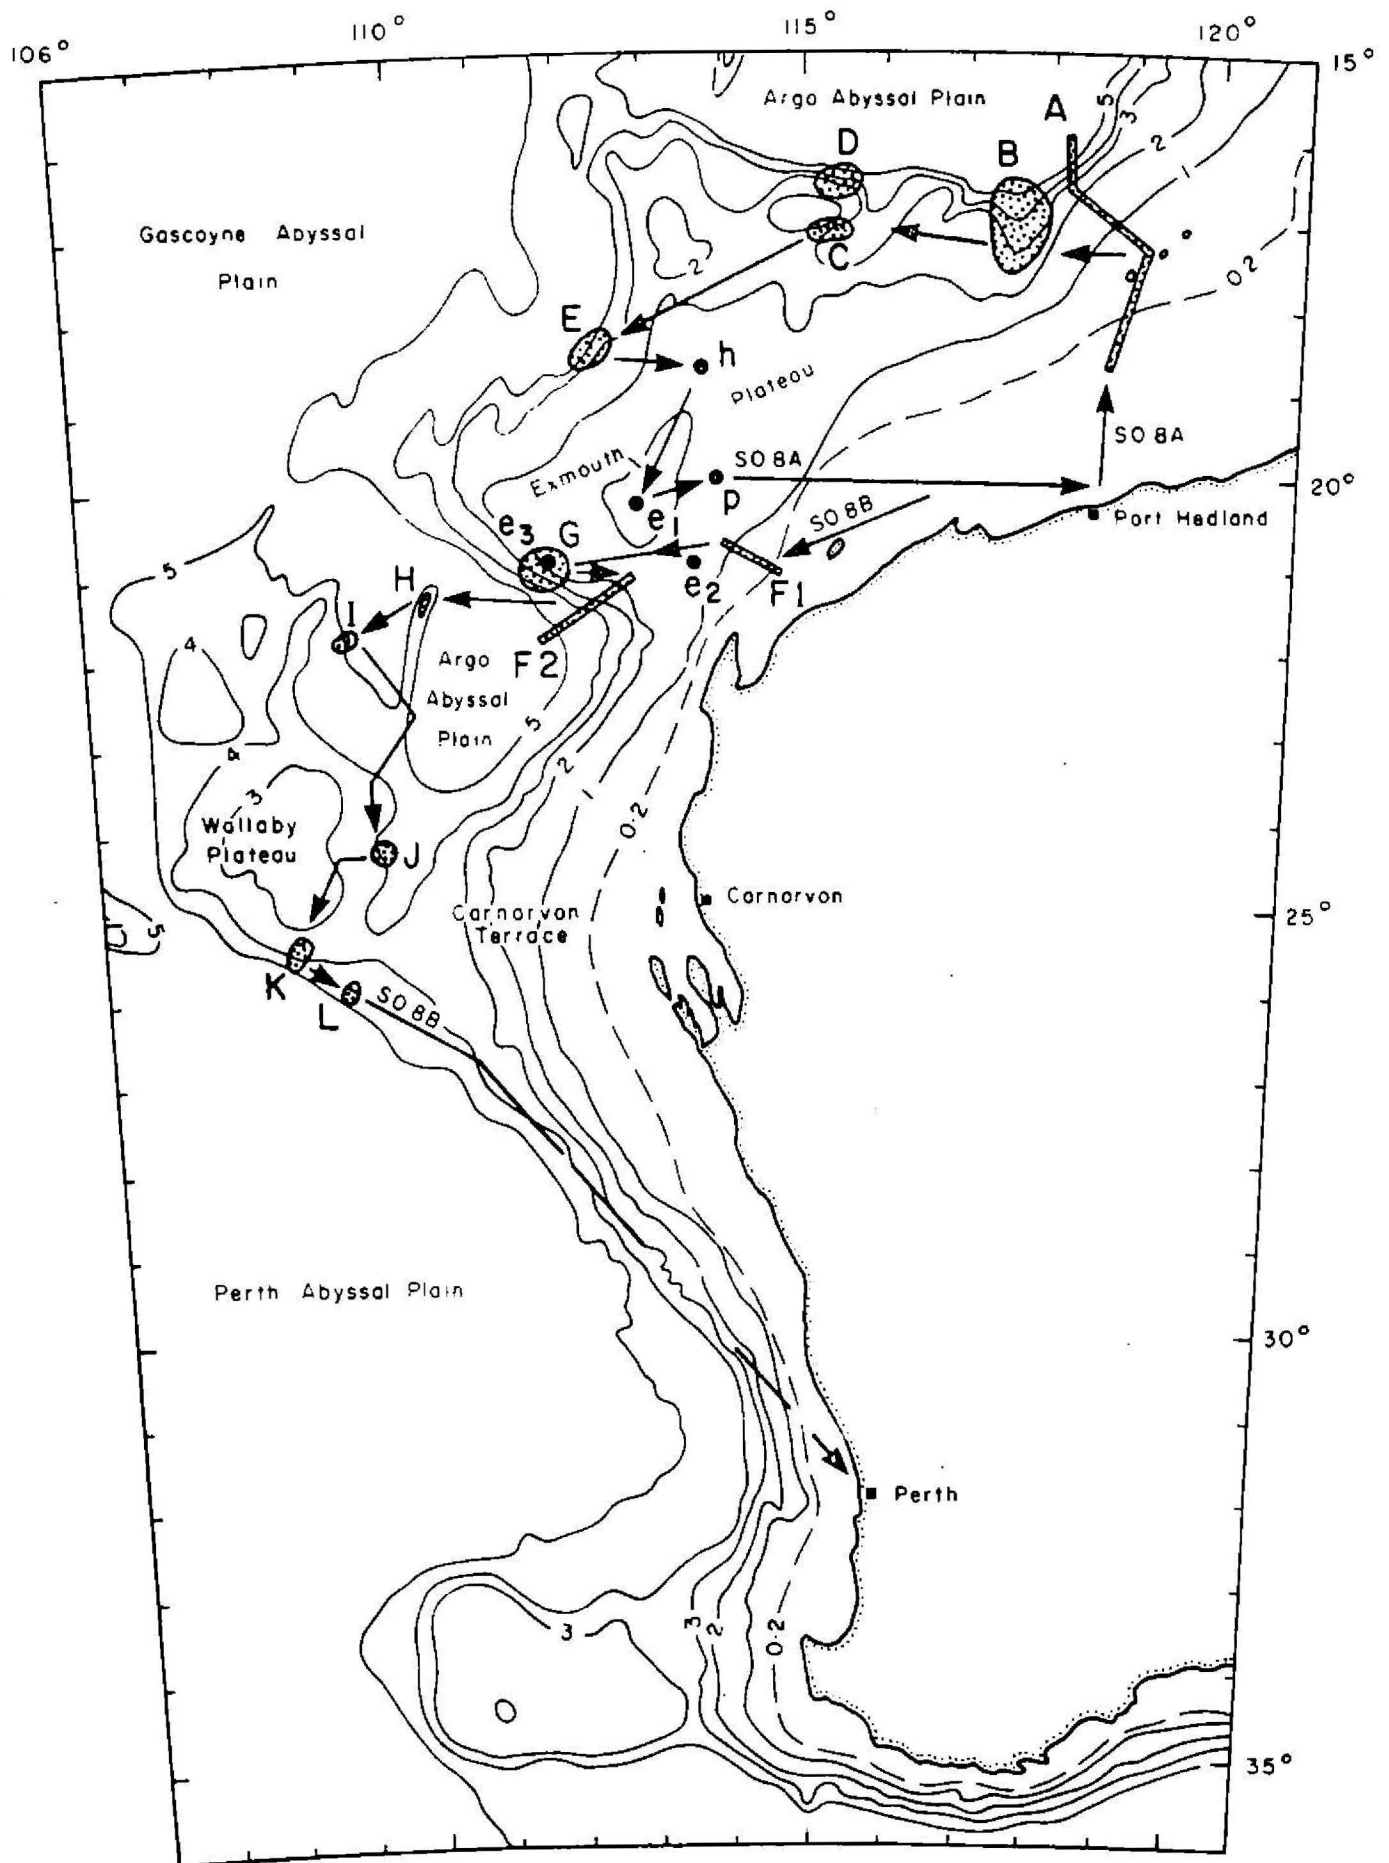 106°
110°
115°
120°
15°
Argo Abyssal Plain
A
5
3
2
1
D
B
Gascoyne Abyssal
Plain
C
2
0·2
E
h
Plateau
SO 8A
Exmouth
SO 8A
20°
e1
p
SO 8B
Port Hedland
e3
G
5
H
e2
F1
I
4
Argo
F2
Abyssal
5
Plain
4
2
3
1
0·2
Wallaby
Plateau
J
Carnarvon
25°
5
Carnarvon
Terrace
K
L
SO 8B
Perth Abyssal Plain
30°
Perth
3
3
2
0·2
35°